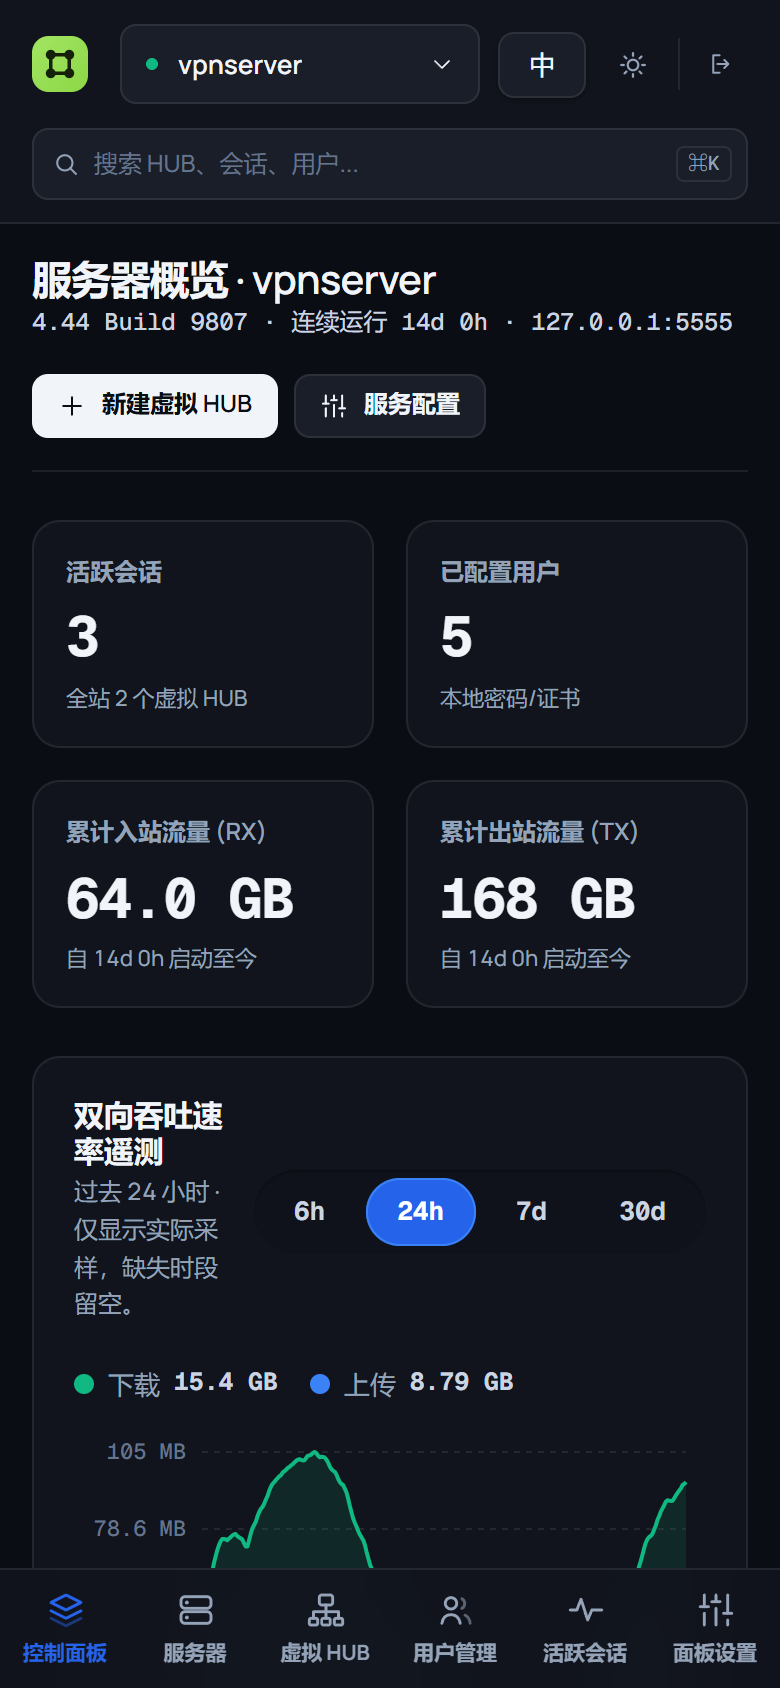 vpnserver
中
搜索 HUB、会话、用户...
⌘K
服务器概览 · vpnserver
4.44 Build 9807 · 连续运行 14d 0h · 127.0.0.1:5555
新建虚拟 HUB
服务配置
活跃会话
3
全站 2 个虚拟 HUB
已配置用户
5
本地密码/证书
累计入站流量 (RX)
64.0 GB
自 14d 0h 启动至今
累计出站流量 (TX)
168 GB
自 14d 0h 启动至今
双向吞吐速
率遥测
过去 24 小时 ·
仅显示实际采
样，缺失时段
留空。
6h
24h
7d
30d
下载 15.4 GB
上传 8.79 GB
105 MB
78.6 MB
控制面板
服务器
虚拟 HUB
用户管理
活跃会话
面板设置